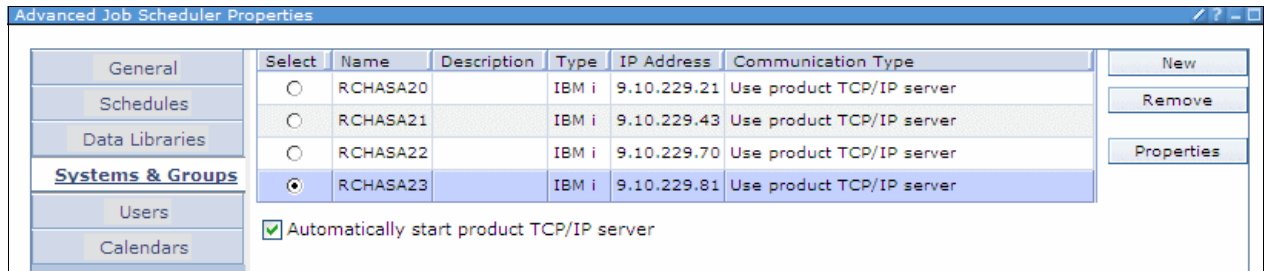 Advanced Job Scheduler Properties
General
Schedules
Data Libraries
Systems & Groups
Users
Calendars
Select Name Description Type IP Address Communication Type
RCHASA20 IBM i 9.10.229.21 Use product TCP/IP server
RCHASA21 IBM i 9.10.229.43 Use product TCP/IP server
RCHASA22 IBM i 9.10.229.70 Use product TCP/IP server
RCHASA23 IBM i 9.10.229.81 Use product TCP/IP server
Automatically start product TCP/IP server
New
Remove
Properties